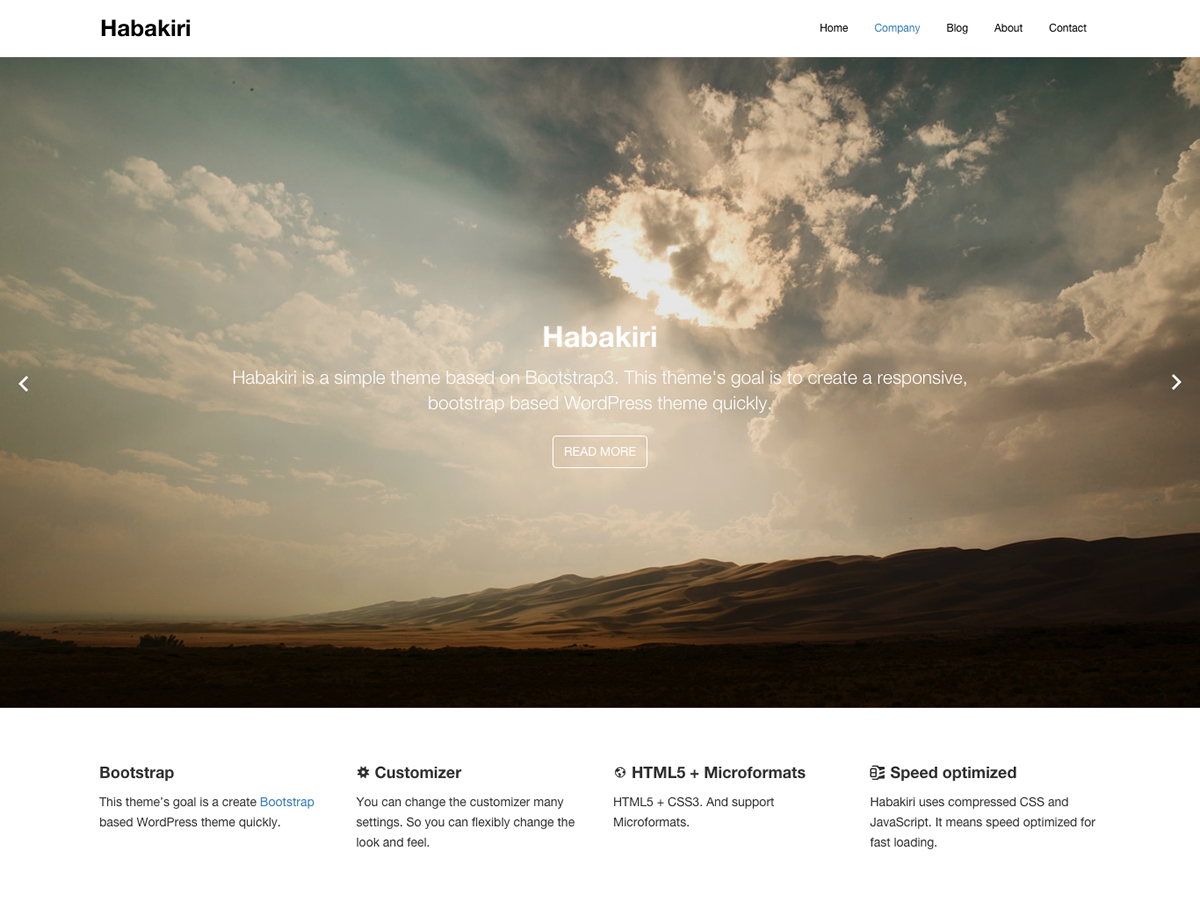 Habakiri
Home Company Blog About Contact
Habakiri
Habakiri is a simple theme based on Bootstrap3. This theme's goal is to create a responsive,
bootstrap based WordPress theme quickly.
READ MORE
Bootstrap
This theme's goal is a create Bootstrap
based WordPress theme quickly.
Customizer
You can change the customizer many
settings. So you can flexibly change the
look and feel.
HTML5 + Microformats
HTML5 + CSS3. And support
Microformats.
Speed optimized
Habakiri uses compressed CSS and
JavaScript. It means speed optimized for
fast loading.